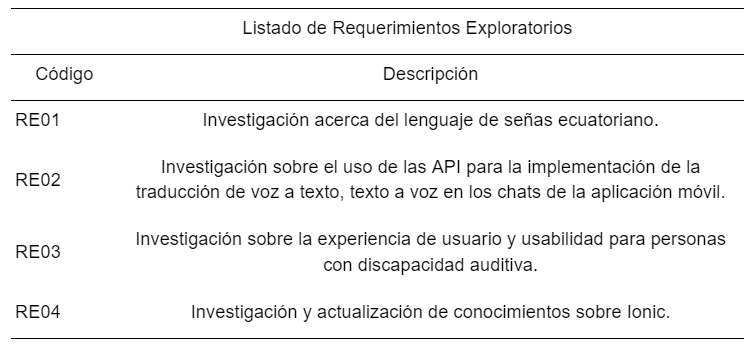 Listado de Requerimientos Exploratorios
Código Descripción
RE01 Investigación acerca del lenguaje de señas ecuatoriano.
RE02 Investigación sobre el uso de las API para la implementación de la
traducción de voz a texto, texto a voz en los chats de la aplicación móvil.
RE03 Investigación sobre la experiencia de usuario y usabilidad para personas
con discapacidad auditiva.
RE04 Investigación y actualización de conocimientos sobre Ionic.